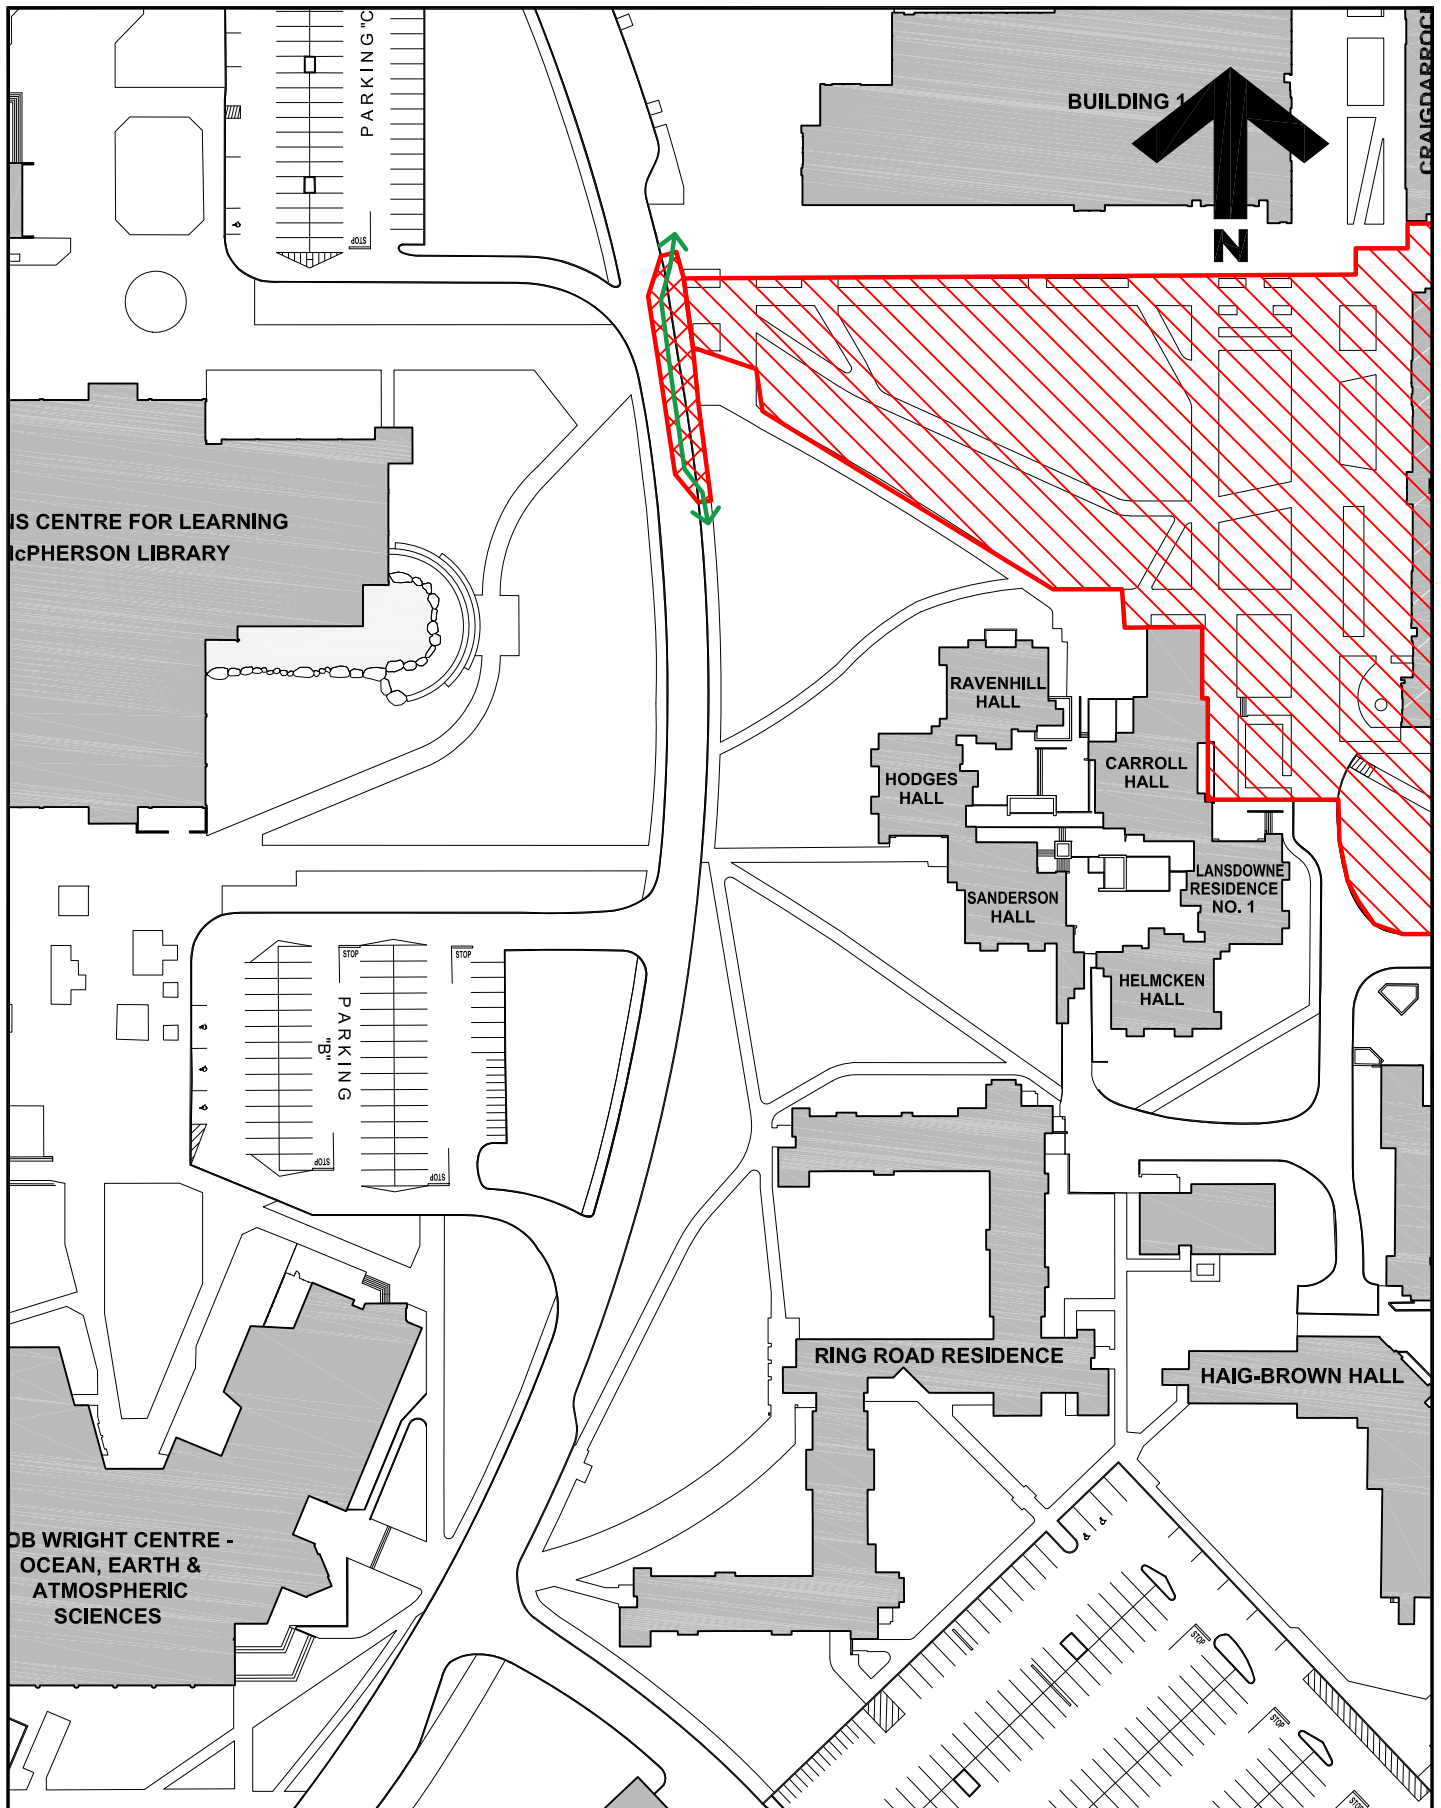 PARKING "C
BUILDING 1
CRAIGDARROC
STOP
N
NS CENTRE FOR LEARNING
McPHERSON LIBRARY
RAVENHILL
HALL
HODGES
HALL
CARROLL
HALL
SANDERSON
HALL
LANSDOWNE
RESIDENCE
NO. 1
HELMCKEN
HALL
STOP
STOP
PARKING
"B"
STOP
STOP
RING ROAD RESIDENCE
HAIG-BROWN HALL
OB WRIGHT CENTRE -
OCEAN, EARTH &
ATMOSPHERIC
SCIENCES
STOP
STOP
STOP